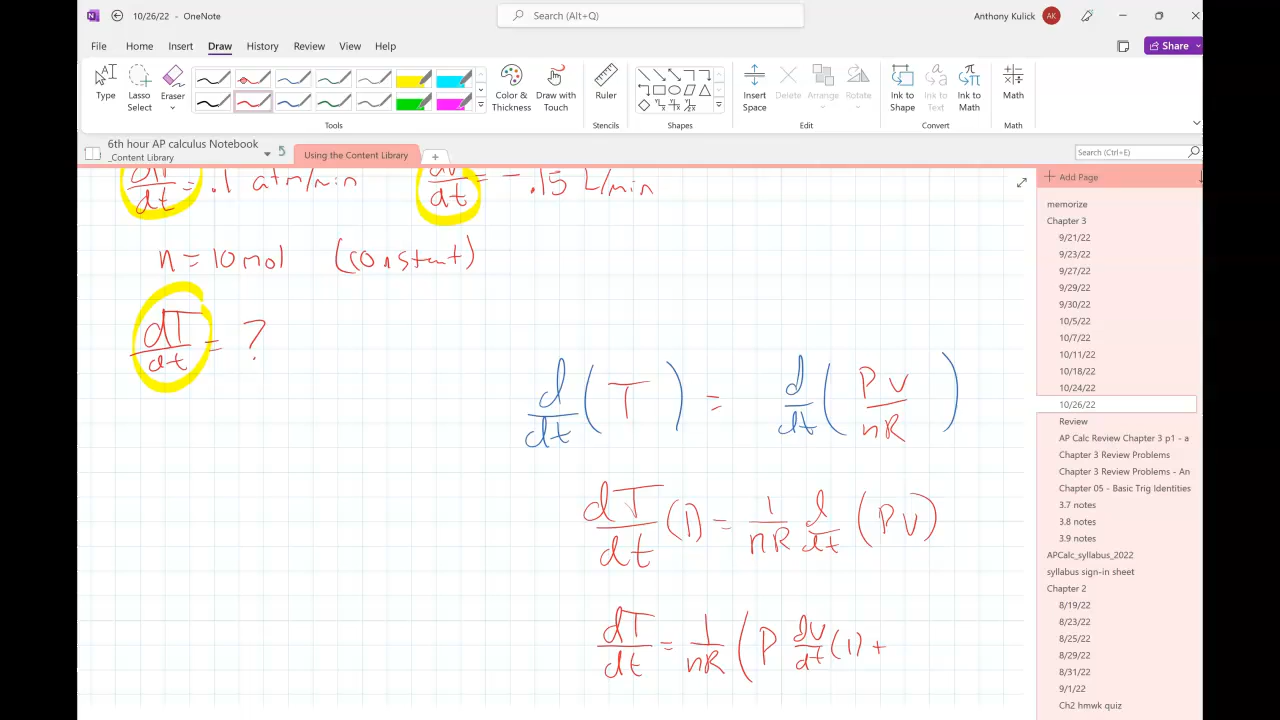 10/26/22 - OneNote
Search (Alt+Q)
Anthony Kulick
AK
File Home Insert Draw History Review View Help
Share
Type
Lasso Select
Eraser
Color & Thickness
Draw with Touch
Ruler
Insert Space
Delete
Arrange
Rotate
Ink to Shape
Ink to Text
Ink to Math
Math
Tools
Stencils
Shapes
Edit
Convert
Math
6th hour AP calculus Notebook
_Content Library
Using the Content Library
Search (Ctrl+E)
dt = .1 atm/min
dt = -.15 L/min
n = 10 mol (constant)
dT/dt = ?
d/dt (T) = d/dt (PV/nR)
dT/dt (1) = 1/nR d/dt (PV)
dT/dt = 1/nR (P dV/dt (1) +
Add Page
memorize
Chapter 3
9/21/22
9/23/22
9/27/22
9/29/22
9/30/22
10/5/22
10/7/22
10/11/22
10/18/22
10/24/22
10/26/22
Review
AP Calc Review Chapter 3 p1 - a
Chapter 3 Review Problems
Chapter 3 Review Problems - An
Chapter 05 - Basic Trig Identities
3.7 notes
3.8 notes
3.9 notes
APCalc_syllabus_2022
syllabus sign-in sheet
Chapter 2
8/19/22
8/23/22
8/25/22
8/29/22
8/31/22
9/1/22
Ch2 hmwk quiz